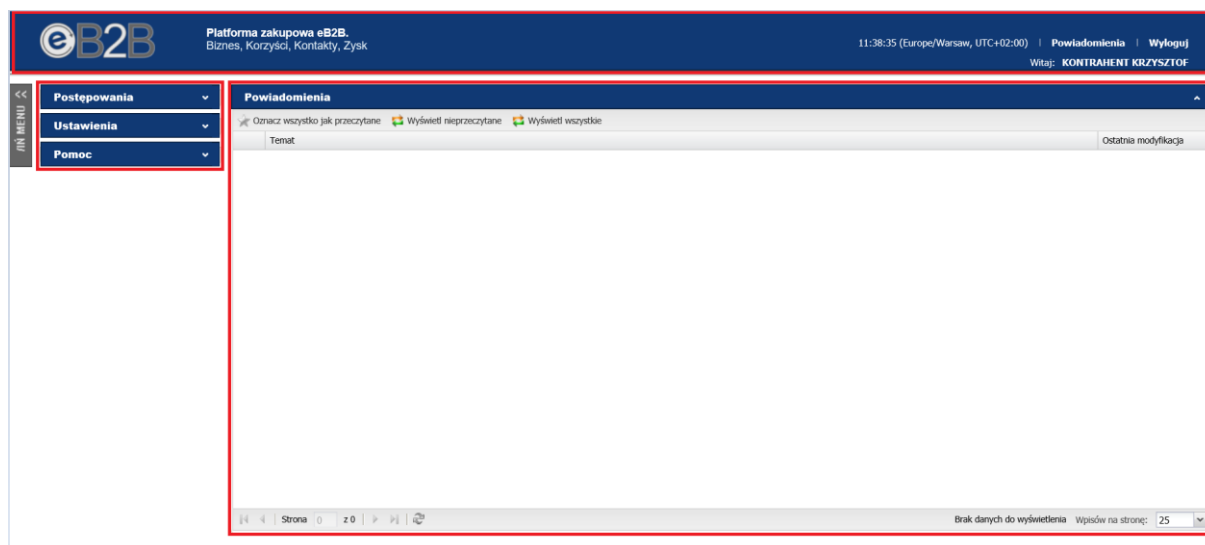 eB2B
Platforma zakupowa eB2B.
Biznes, Korzyści, Kontakty, Zysk
11:38:35 (Europe/Warsaw, UTC+02:00) | Powiadomienia | Wyloguj
Witaj: KONTRAHENT KRZYSZTOF
<<
IŃ MENU
Postępowania
Ustawienia
Pomoc
Powiadomienia
Oznacz wszystko jak przeczytane Wyświetl nieprzeczytane Wyświetl wszystkie
Temat Ostatnia modyfikacja
Strona 0 z 0 Brak danych do wyświetlenia Wpisów na stronę: 25